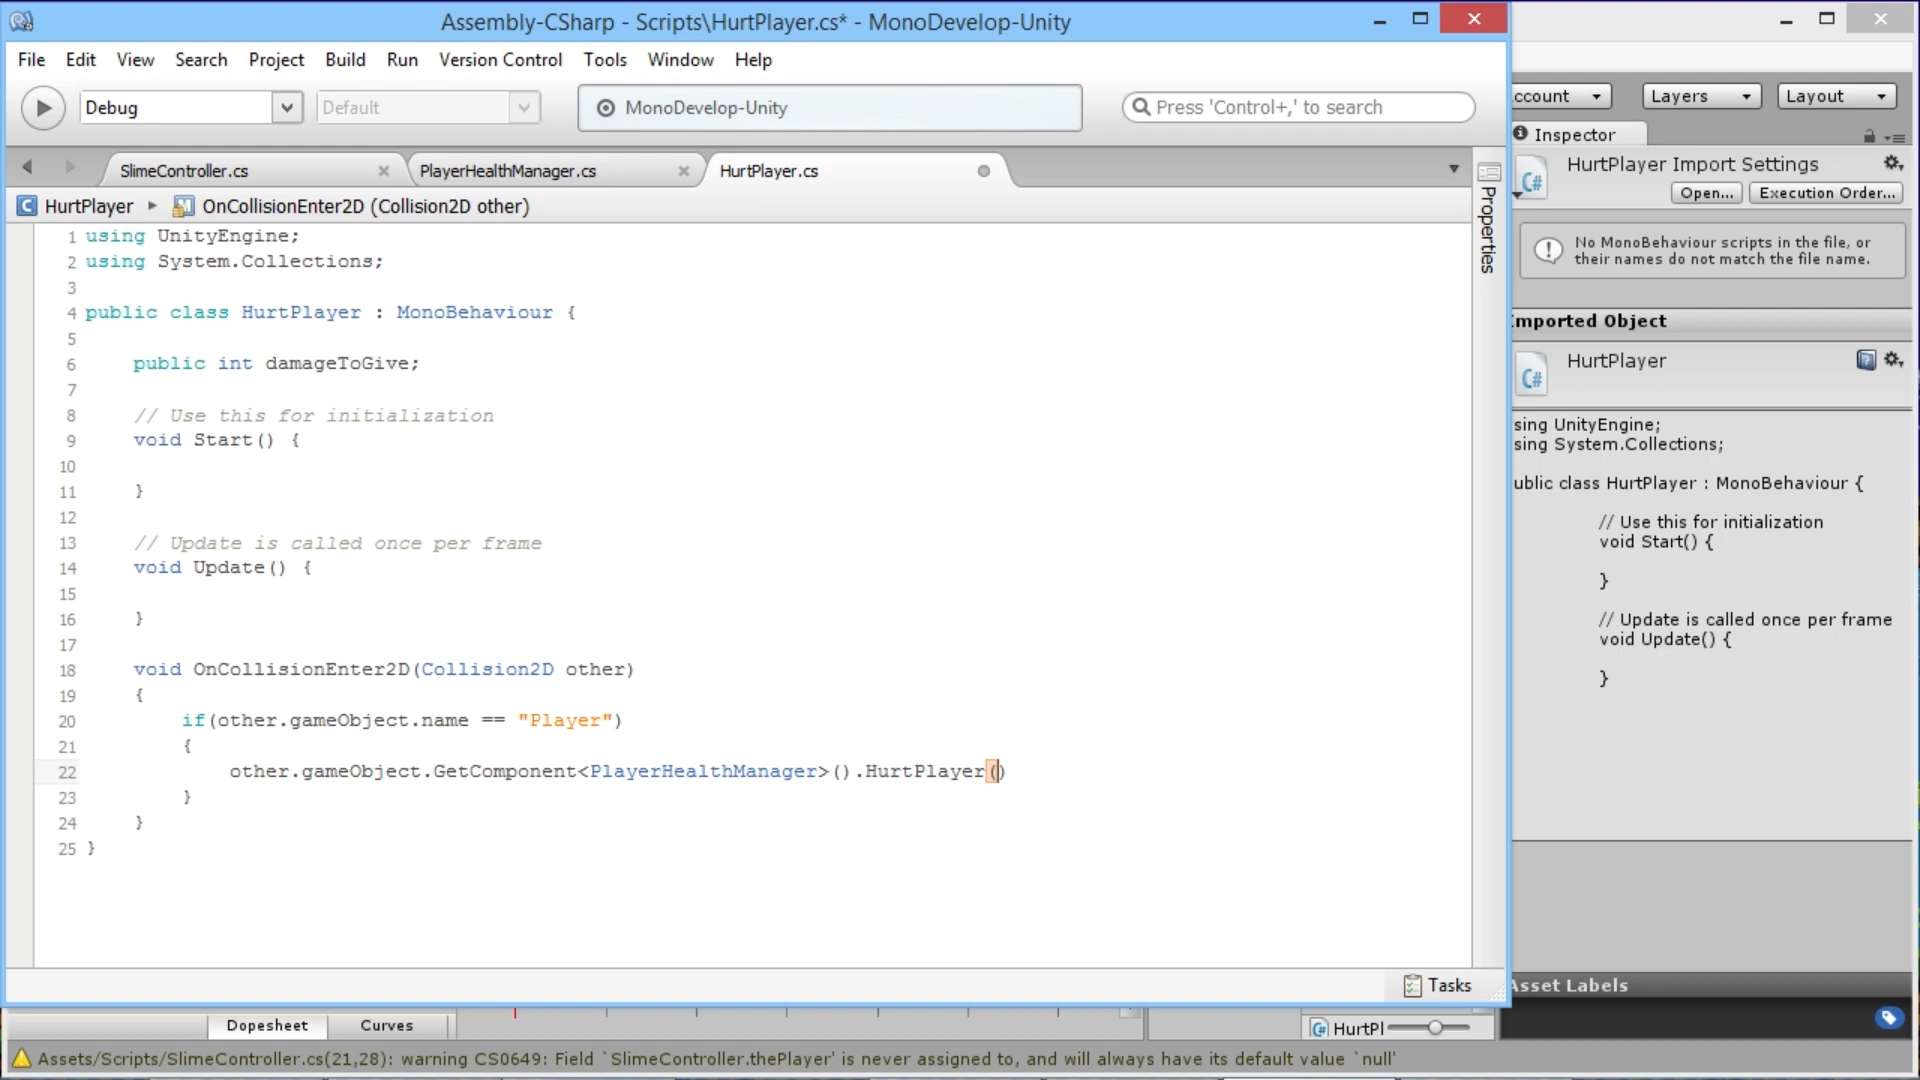 Assembly-CSharp - Scripts\HurtPlayer.cs* - MonoDevelop-Unity
File Edit View Search Project Build Run Version Control Tools Window Help
Debug Default MonoDevelop-Unity Press 'Control+,' to search
SlimeController.cs PlayerHealthManager.cs HurtPlayer.cs
HurtPlayer OnCollisionEnter2D (Collision2D other)
1 using UnityEngine;
2 using System.Collections;
3
4 public class HurtPlayer : MonoBehaviour {
5
6 public int damageToGive;
7
8 // Use this for initialization
9 void Start() {
10
11 }
12
13 // Update is called once per frame
14 void Update() {
15
16 }
17
18 void OnCollisionEnter2D(Collision2D other)
19 {
20 if(other.gameObject.name == "Player")
21 {
22 other.gameObject.GetComponent<PlayerHealthManager>().HurtPlayer()
23 }
24 }
25 }
Properties
Tasks
ccount Layers Layout
Inspector
HurtPlayer Import Settings
C#
Open... Execution Order...
No MonoBehaviour scripts in the file, or
their names do not match the file name.
mported Object
HurtPlayer
C#
sing UnityEngine;
sing System.Collections;
ublic class HurtPlayer : MonoBehaviour {
// Use this for initialization
void Start() {
}
// Update is called once per frame
void Update() {
}
Asset Labels
Dopesheet Curves
HurtPl
Assets/Scripts/SlimeController.cs(21,28): warning CS0649: Field `SlimeController.thePlayer' is never assigned to, and will always have its default value `null'